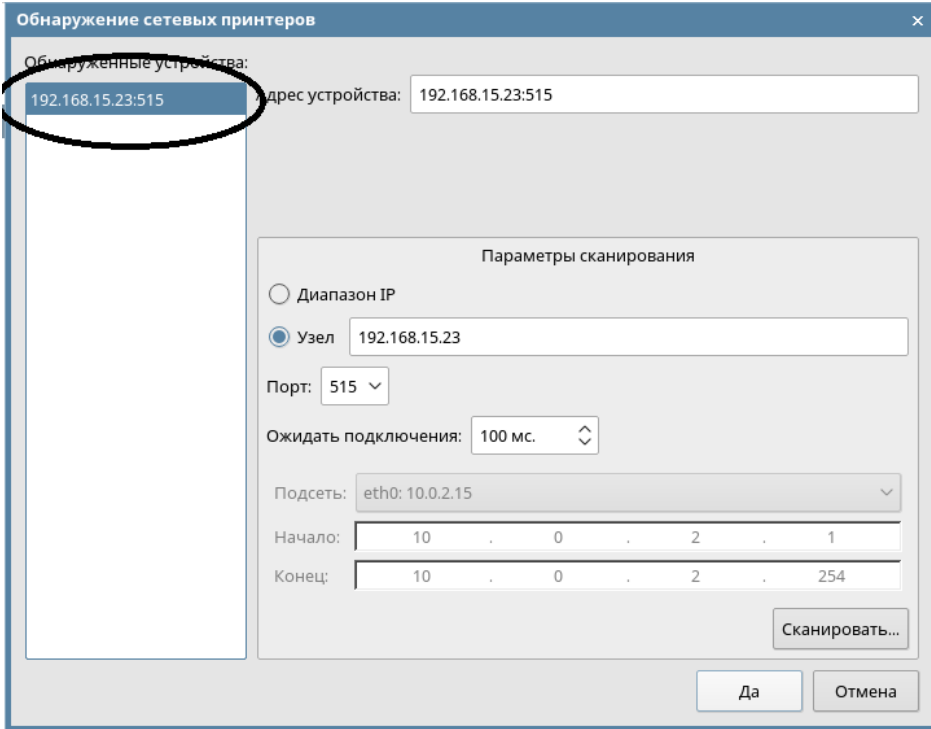 Обнаружение сетевых принтеров
Обнаруженные устройства:
192.168.15.23:515
Адрес устройства: 192.168.15.23:515
Параметры сканирования
Диапазон IP
Узел 192.168.15.23
Порт: 515
Ожидать подключения: 100 мс.
Подсеть: eth0: 10.0.2.15
Начало: 10 . 0 . 2 . 1
Конец: 10 . 0 . 2 . 254
Сканировать...
Да Отмена